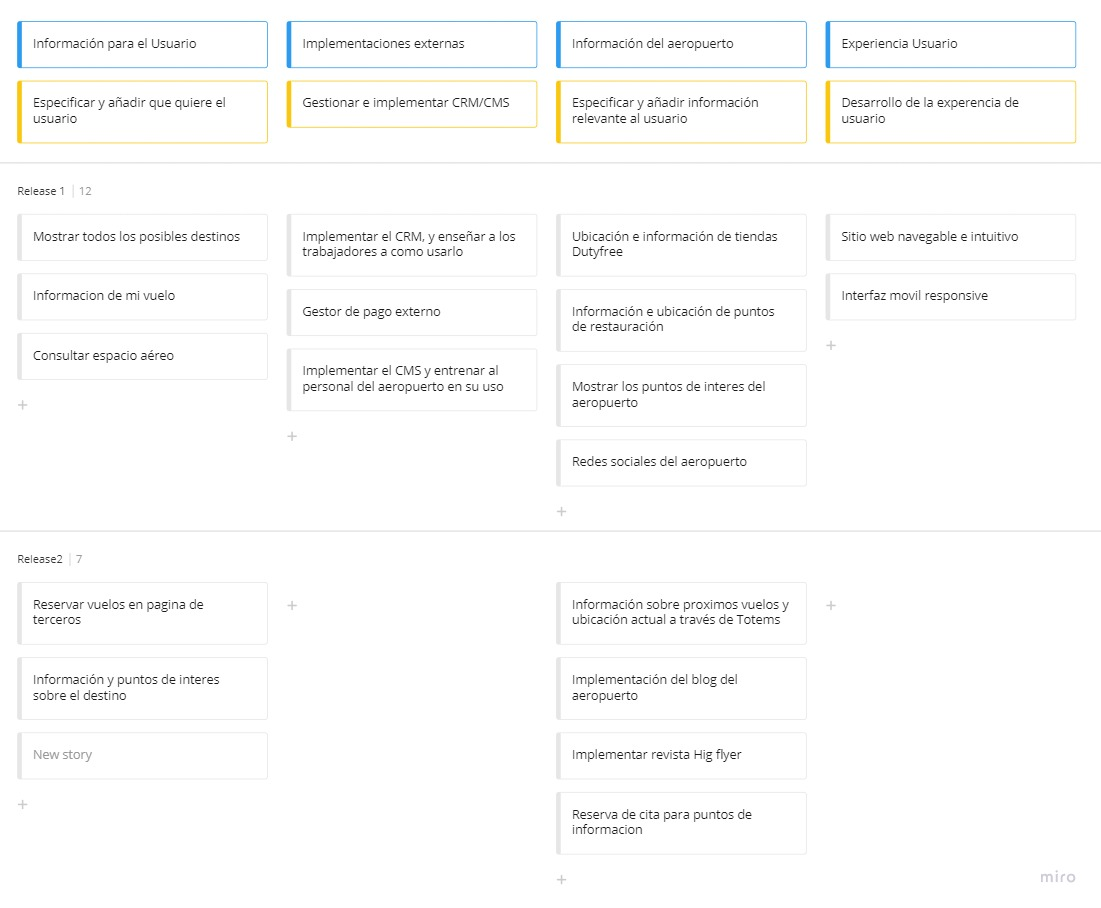 Información para el Usuario
Implementaciones externas
Información del aeropuerto
Experiencia Usuario
Especificar y añadir que quiere el
usuario
Gestionar e implementar CRM/CMS
Especificar y añadir información
relevante al usuario
Desarrollo de la experencia de
usuario
Release 1 | 12
Mostrar todos los posibles destinos
Informacion de mi vuelo
Consultar espacio aéreo
+
Implementar el CRM, y enseñar a los
trabajadores a como usarlo
Gestor de pago externo
Implementar el CMS y entrenar al
personal del aeropuerto en su uso
+
Ubicación e información de tiendas
Dutyfree
Información e ubicación de puntos
de restauración
Mostrar los puntos de interes del
aeropuerto
Redes sociales del aeropuerto
+
Sitio web navegable e intuitivo
Interfaz movil responsive
+
Release2 | 7
Reservar vuelos en pagina de
terceros
Información y puntos de interes
sobre el destino
New story
+
+
Información sobre proximos vuelos y
ubicación actual a través de Totems
Implementación del blog del
aeropuerto
Implementar revista Hig flyer
Reserva de cita para puntos de
informacion
+
+
miro